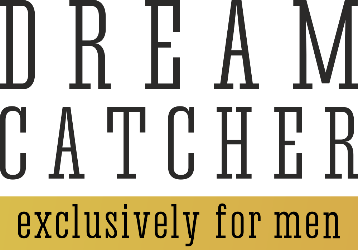 DREAM
CATCHER
exclusively for men